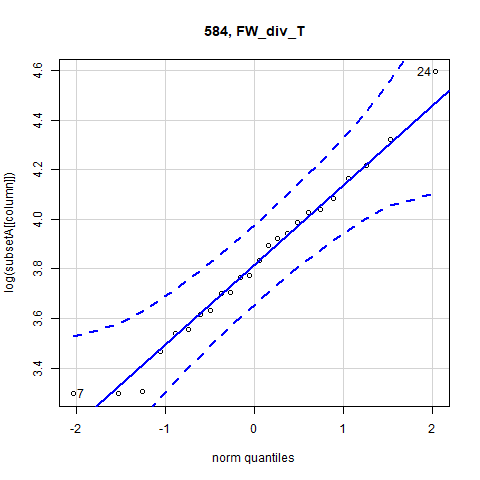 584, FW_div_T
log(subsetA[[column]])
4.6
4.4
4.2
4.0
3.8
3.6
3.4
24
7
-2 -1 0 1 2
norm quantiles